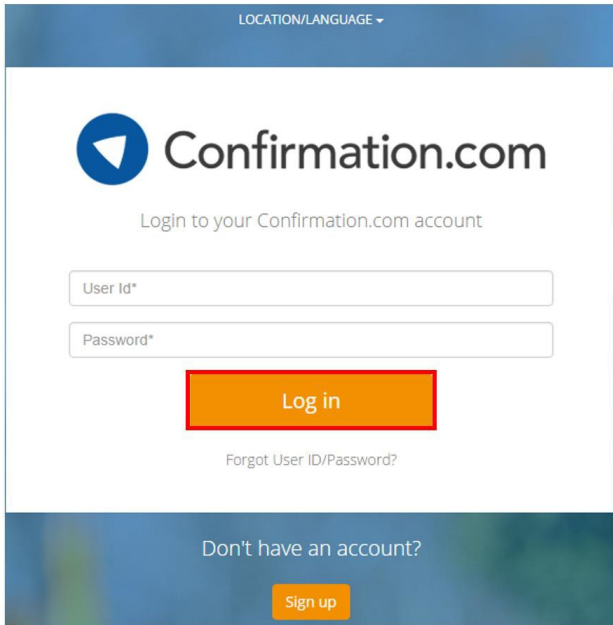 LOCATION/LANGUAGE
Confirmation.com
Login to your Confirmation.com account
User Id*
Password*
Log in
Forgot User ID/Password?
Don't have an account?
Sign up